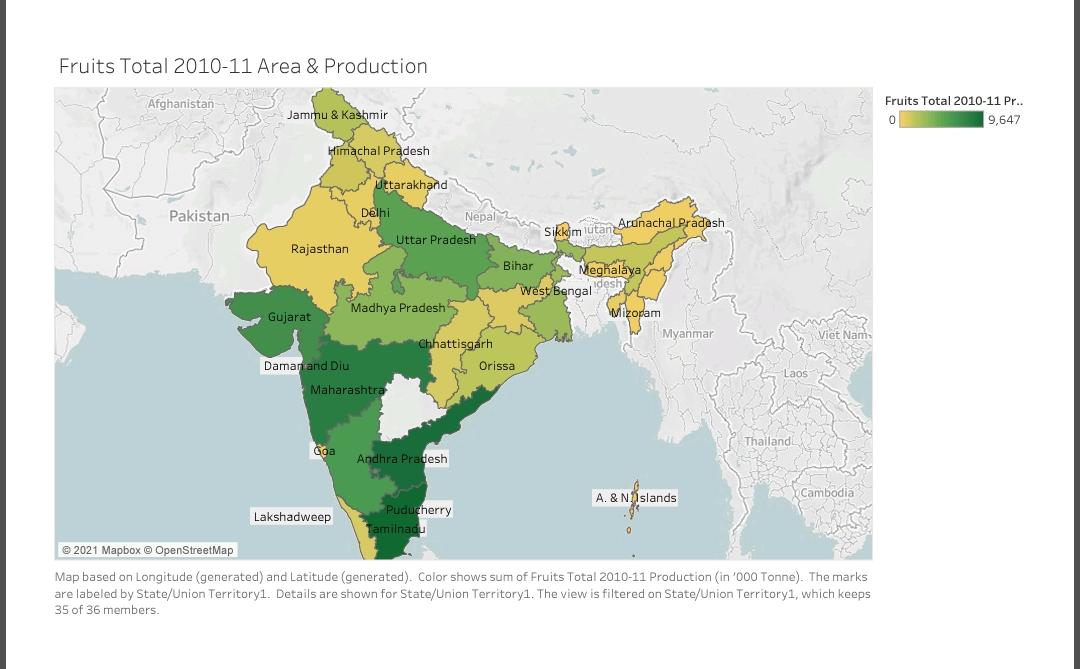 Fruits Total 2010-11 Area & Production
Fruits Total 2010-11 Pr..
0 9,647
Afghanistan
Jammu & Kashmir
Himachal Pradesh
Uttarakhand
Pakistan
Delhi
Nepal
Sikkim
Arunachal Pradesh
Rajasthan
Uttar Pradesh
Bihar
Meghalaya
West Bengal
Madhya Pradesh
Gujarat
Mizoram
Myanmar
Viet Nam
Chhattisgarh
Daman and Diu
Orissa
Laos
Maharashtra
Thailand
Goa
Andhra Pradesh
Cambodia
A. & N. Islands
Puducherry
Lakshadweep
Tamilnadu
© 2021 Mapbox © OpenStreetMap
Map based on Longitude (generated) and Latitude (generated). Color shows sum of Fruits Total 2010-11 Production (in '000 Tonne). The marks
are labeled by State/Union Territory1. Details are shown for State/Union Territory1. The view is filtered on State/Union Territory1, which keeps
35 of 36 members.